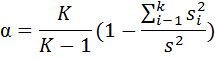 α = K / (K − 1) (1 − (∑_{i−1}^{k} s_i^2) / s^2)